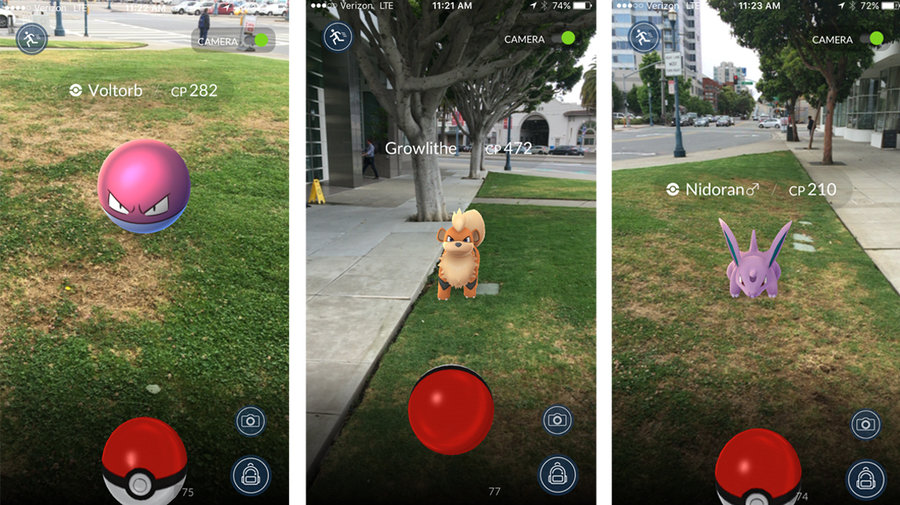 Verizon LTE 11:22 AM
CAMERA
Voltorb / CP 282
75
Verizon LTE 11:21 AM 74%
CAMERA
Growlithe CP 472
77
Verizon LTE 11:23 AM 72%
CAMERA
Nidoran♂ / CP 210
74